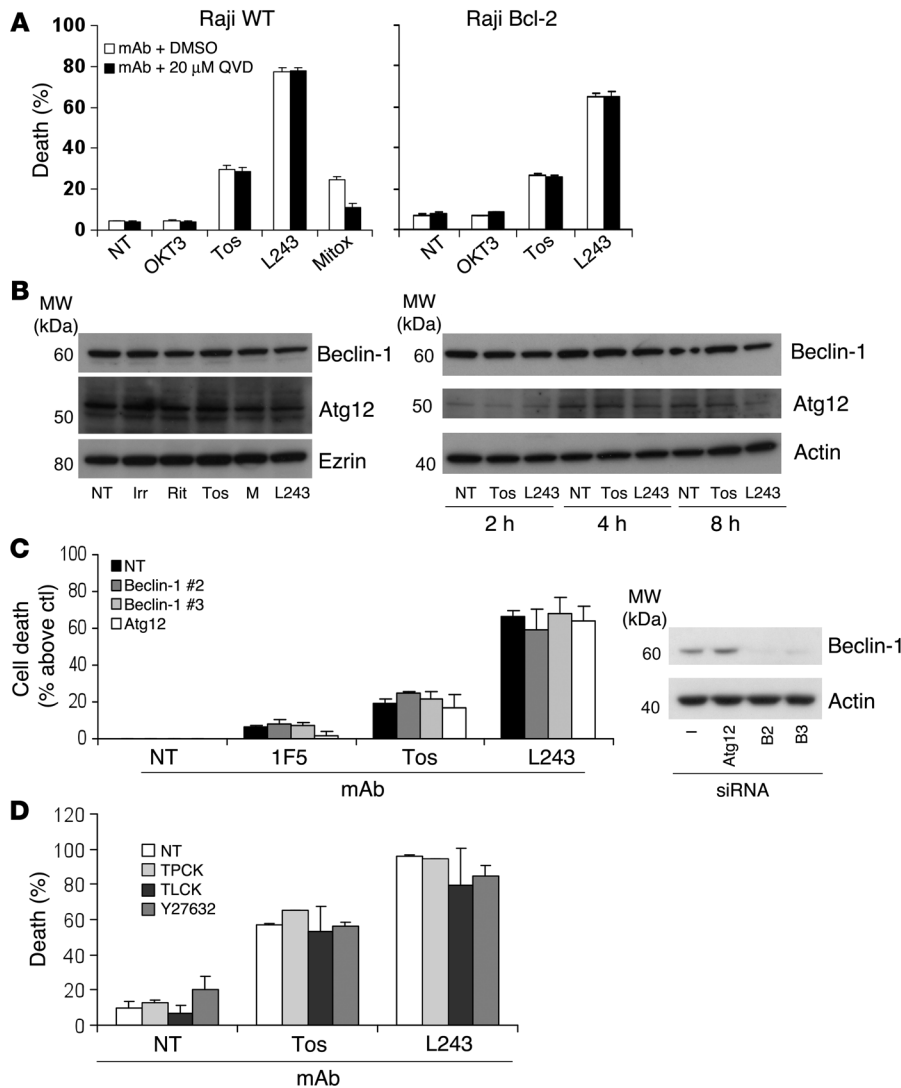 A
Raji WT
Raji Bcl-2
Death (%)
100
80
60
40
20
0
mAb + DMSO
mAb + 20 µM QVD
NT
OKT3
Tos
L243
Mitox
NT
OKT3
Tos
L243
B
MW
(kDa)
60
Beclin-1
50
Atg12
80
Ezrin
NT Irr Rit Tos M L243
MW
(kDa)
60
Beclin-1
50
Atg12
40
Actin
NT Tos L243 NT Tos L243 NT Tos L243
2 h 4 h 8 h
C
Cell death
(% above ctl)
100
80
60
40
20
0
NT
Beclin-1 #2
Beclin-1 #3
Atg12
NT 1F5 Tos L243
mAb
MW
(kDa)
60
Beclin-1
40
Actin
I
Atg12
B2
B3
siRNA
D
Death (%)
120
100
80
60
40
20
0
NT
TPCK
TLCK
Y27632
NT Tos L243
mAb